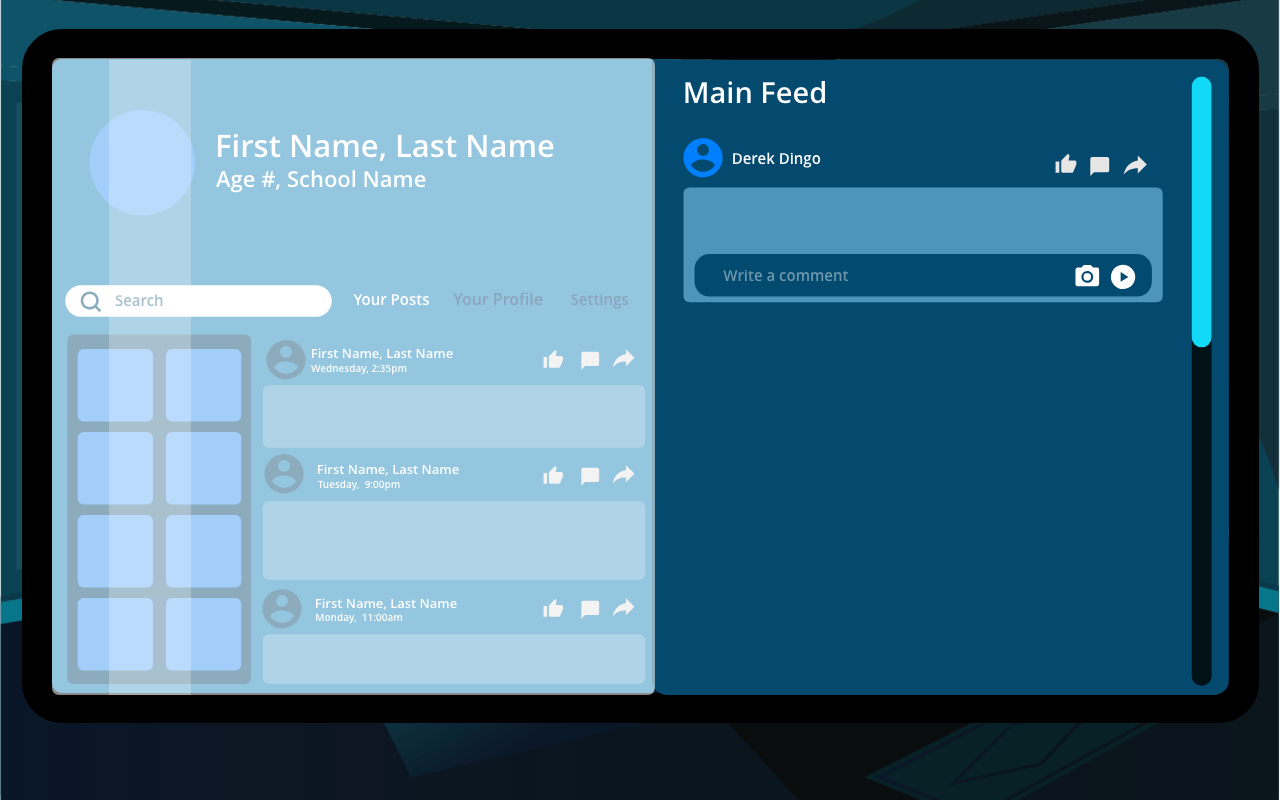 First Name, Last Name
Age #, School Name
Search
Your Posts
Your Profile
Settings
First Name, Last Name
Wednesday, 2:35pm
First Name, Last Name
Tuesday, 9:00pm
First Name, Last Name
Monday, 11:00am
Main Feed
Derek Dingo
Write a comment